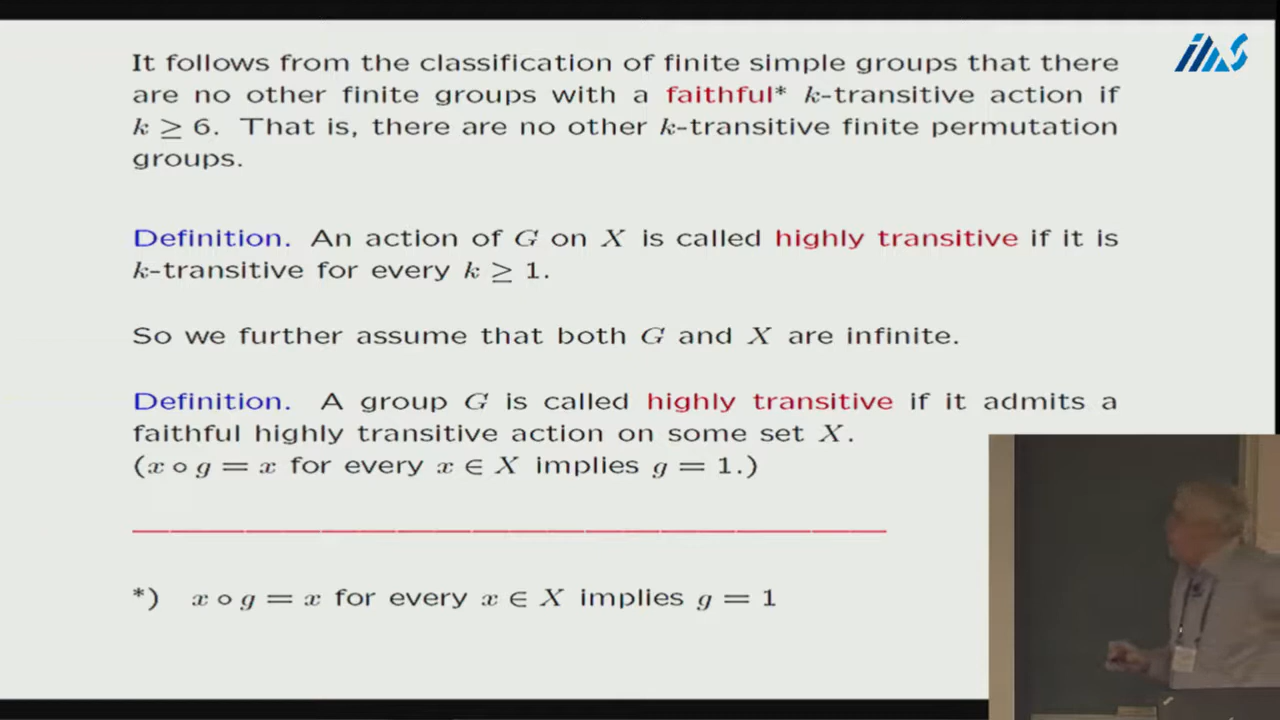 IIAS
It follows from the classification of finite simple groups that there
are no other finite groups with a faithful* k-transitive action if
k ≥ 6. That is, there are no other k-transitive finite permutation
groups.
Definition. An action of G on X is called highly transitive if it is
k-transitive for every k ≥ 1.
So we further assume that both G and X are infinite.
Definition. A group G is called highly transitive if it admits a
faithful highly transitive action on some set X.
(x ∘ g = x for every x ∈ X implies g = 1.)
*) x ∘ g = x for every x ∈ X implies g = 1